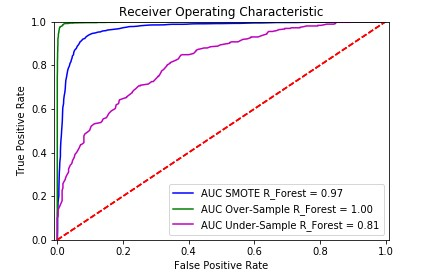 Receiver Operating Characteristic
True Positive Rate
1.0
0.8
0.6
0.4
0.2
0.0
AUC SMOTE R_Forest = 0.97
AUC Over-Sample R_Forest = 1.00
AUC Under-Sample R_Forest = 0.81
0.0 0.2 0.4 0.6 0.8 1.0
False Positive Rate